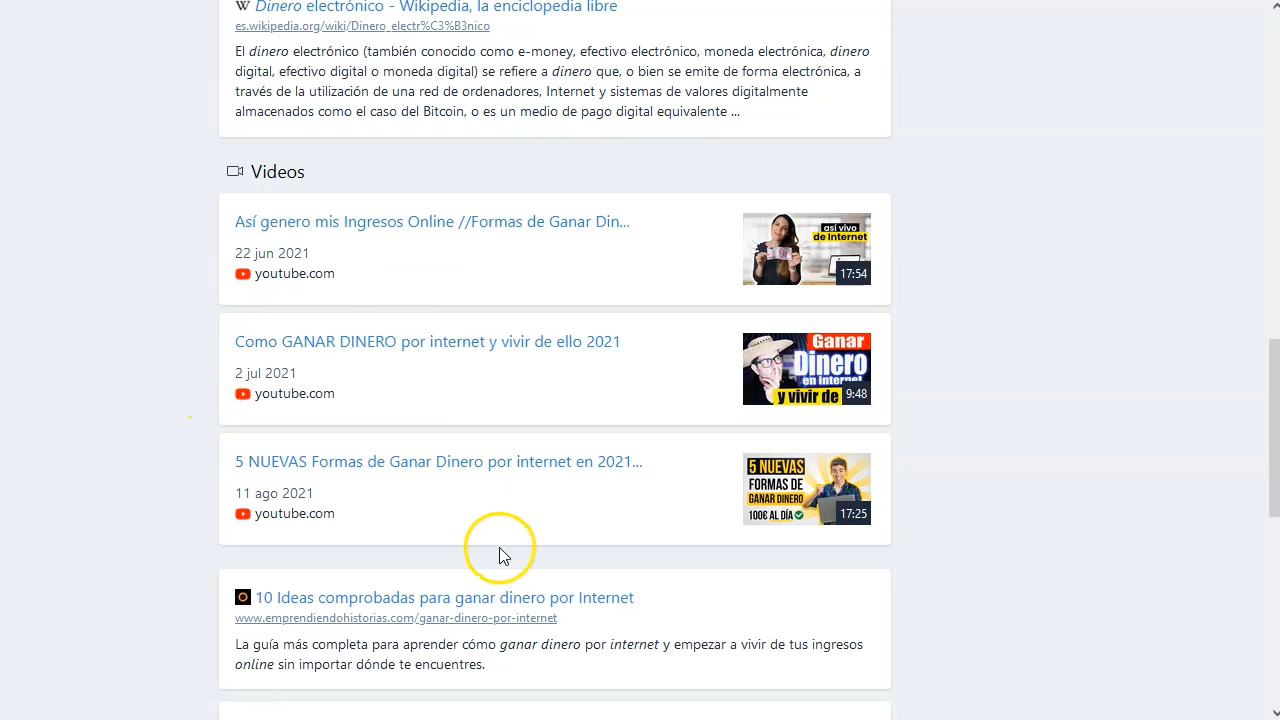 Dinero electrónico - Wikipedia, la enciclopedia libre
es.wikipedia.org/wiki/Dinero_electr%C3%B3nico
El dinero electrónico (también conocido como e-money, efectivo electrónico, moneda electrónica, dinero
digital, efectivo digital o moneda digital) se refiere a dinero que, o bien se emite de forma electrónica, a
través de la utilización de una red de ordenadores, Internet y sistemas de valores digitalmente
almacenados como el caso del Bitcoin, o es un medio de pago digital equivalente ...
Videos
Así genero mis Ingresos Online //Formas de Ganar Din...
22 jun 2021
youtube.com
así vivo
de Internet
17:54
Como GANAR DINERO por internet y vivir de ello 2021
2 jul 2021
youtube.com
Ganar
Dinero
en internet
y vivir de
9:48
5 NUEVAS Formas de Ganar Dinero por internet en 2021...
11 ago 2021
youtube.com
5 NUEVAS
FORMAS DE
GANAR DINERO
100€ AL DÍA
17:25
10 Ideas comprobadas para ganar dinero por Internet
www.emprendiendohistorias.com/ganar-dinero-por-internet
La guía más completa para aprender cómo ganar dinero por internet y empezar a vivir de tus ingresos
online sin importar dónde te encuentres.